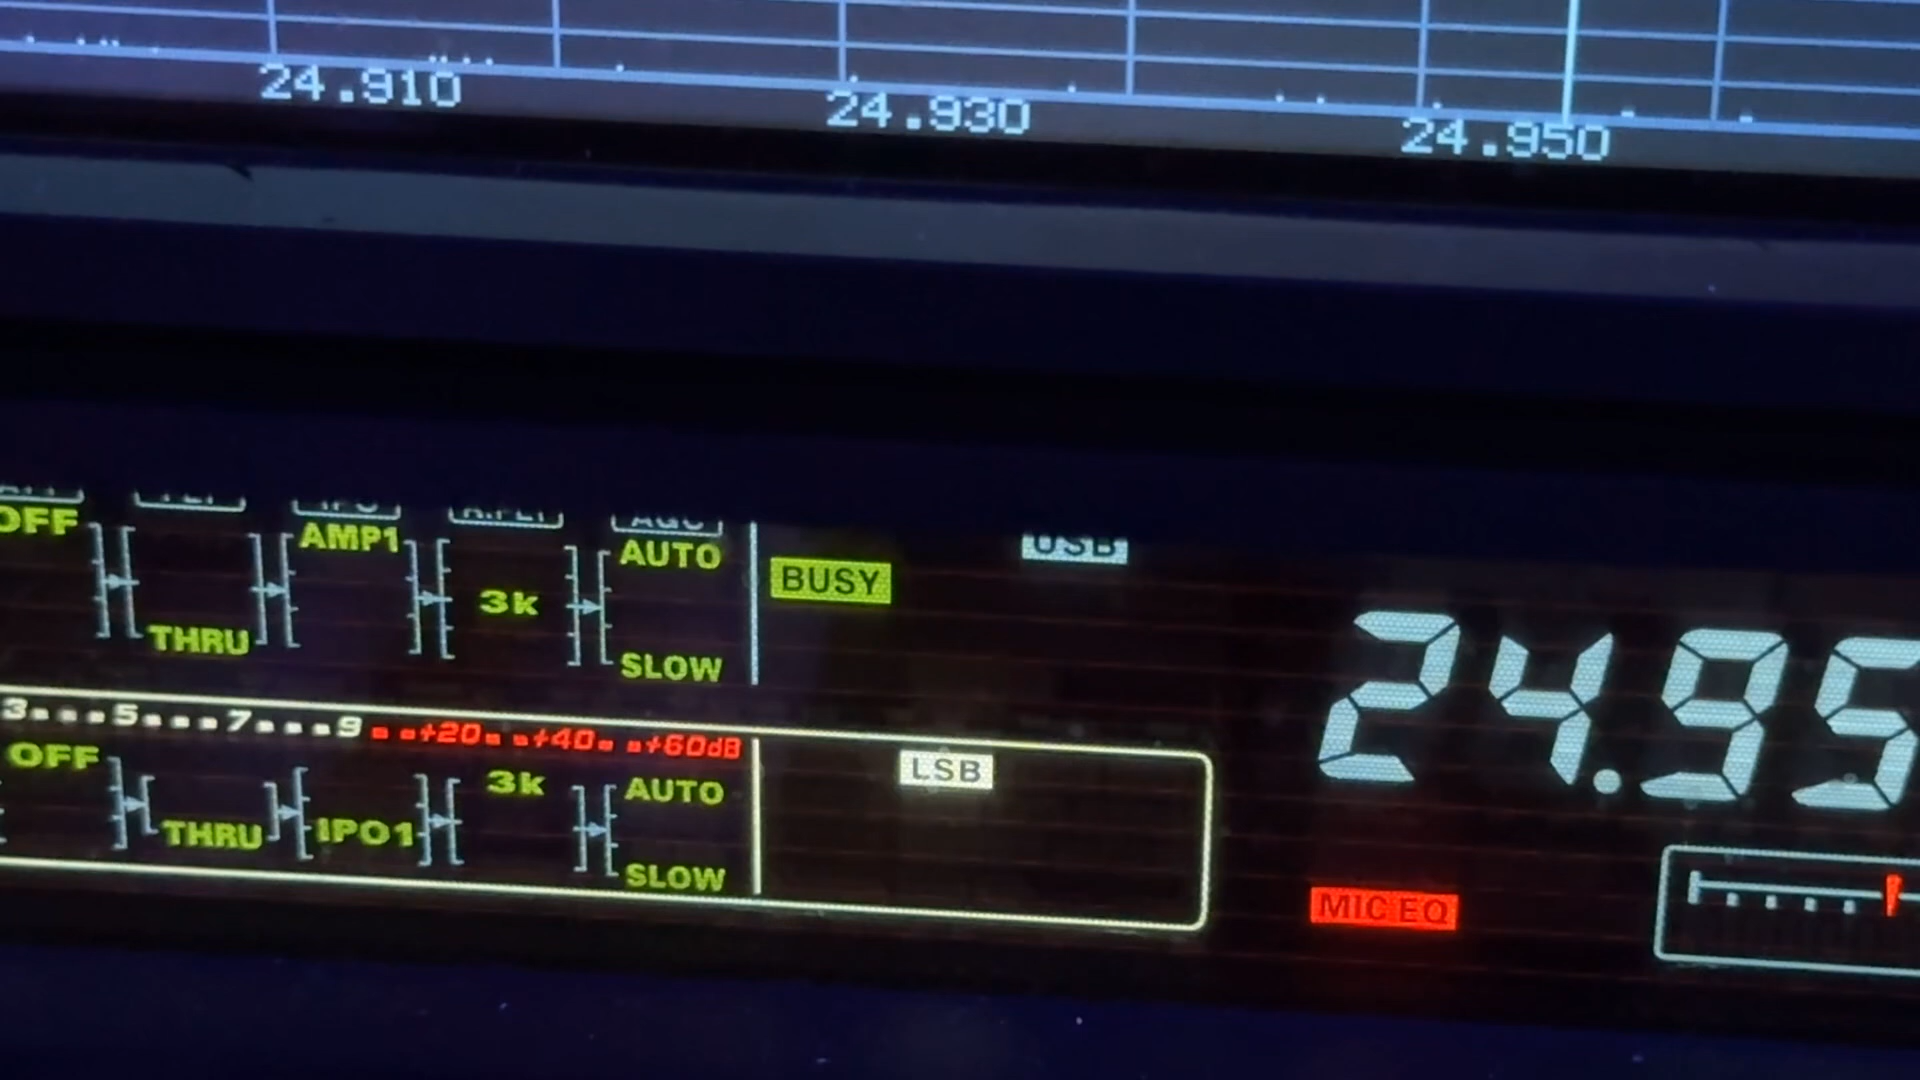 24.910 24.930 24.950
OFF AMP1 AUTO USB
THRU 3k BUSY
SLOW 24.95
3 5 7 9 +20 +40 +60dB
OFF THRU IPO1 3k AUTO LSB
SLOW MIC EQ